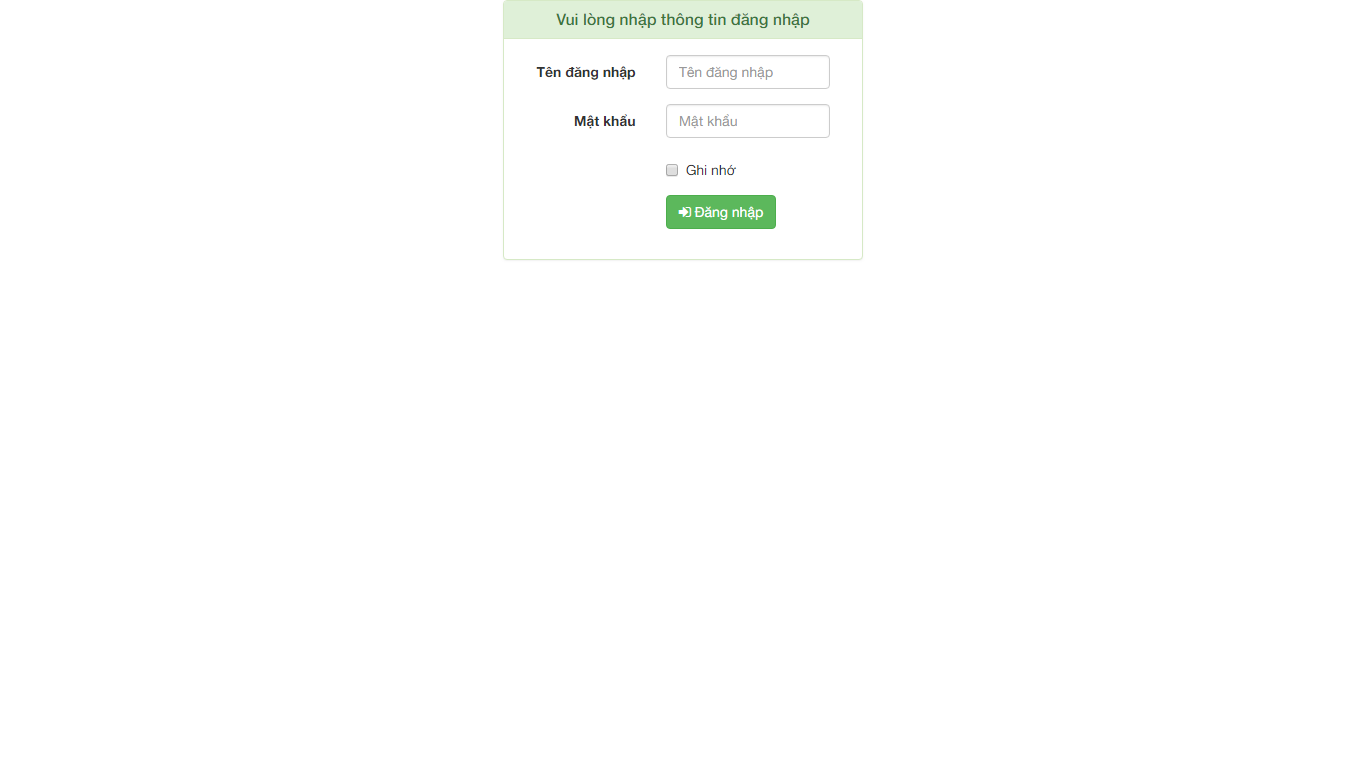 Vui lòng nhập thông tin đăng nhập
Tên đăng nhập Tên đăng nhập
Mật khẩu Mật khẩu
Ghi nhớ
Đăng nhập